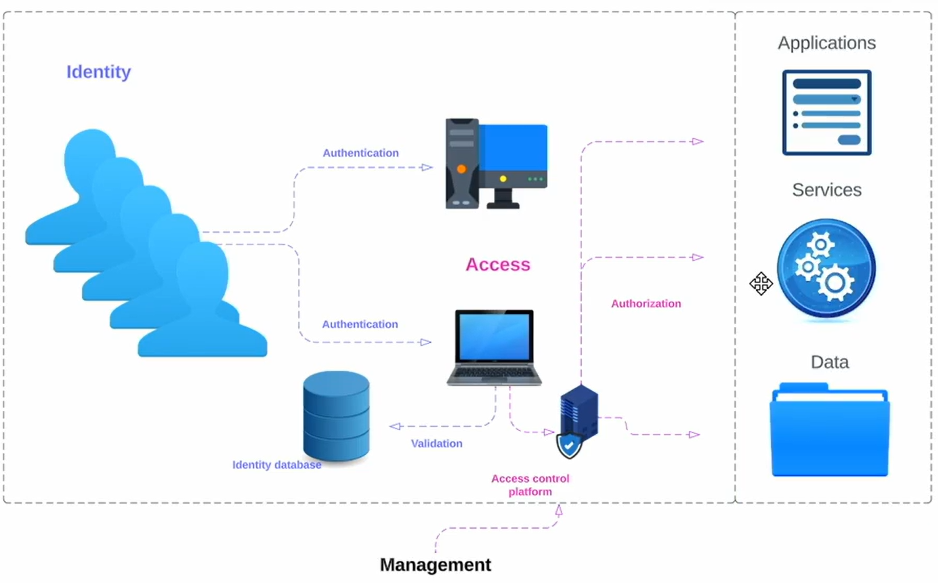 Applications
Identity
Authentication
Services
Access
Authorization
Authentication
Data
Validation
Identity database
Access control
platform
Management